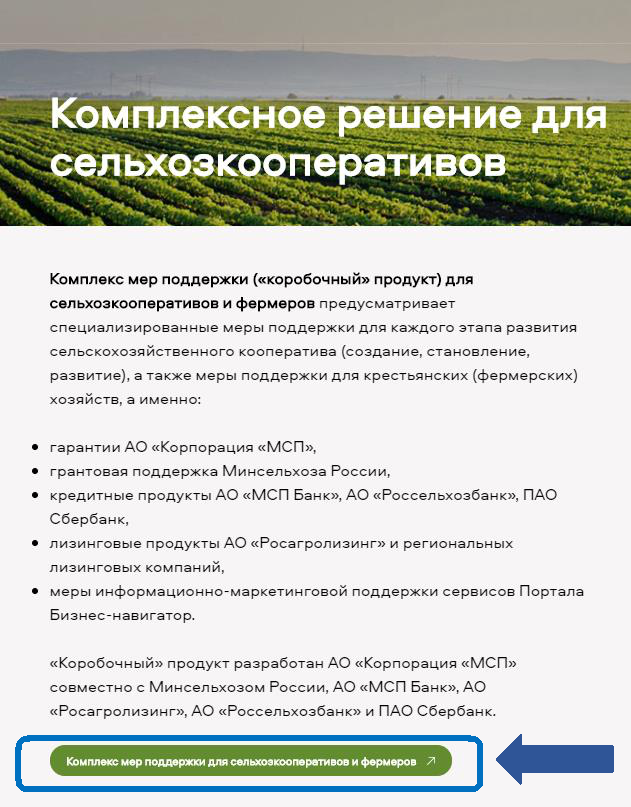 Комплексное решение для
сельхозкооперативов
Комплекс мер поддержки («коробочный» продукт) для
сельхозкооперативов и фермеров предусматривает
специализированные меры поддержки для каждого этапа развития
сельскохозяйственного кооператива (создание, становление,
развитие), а также меры поддержки для крестьянских (фермерских)
хозяйств, а именно:
• гарантии АО «Корпорация «МСП»,
• грантовая поддержка Минсельхоза России,
• кредитные продукты АО «МСП Банк», АО «Россельхозбанк», ПАО
Сбербанк,
• лизинговые продукты АО «Росагролизинг» и региональных
лизинговых компаний,
• меры информационно-маркетинговой поддержки сервисов Портала
Бизнес-навигатор.
«Коробочный» продукт разработан АО «Корпорация «МСП»
совместно с Минсельхозом России, АО «МСП Банк», АО
«Росагролизинг», АО «Россельхозбанк» и ПАО Сбербанк.
Комплекс мер поддержки для сельхозкооперативов и фермеров